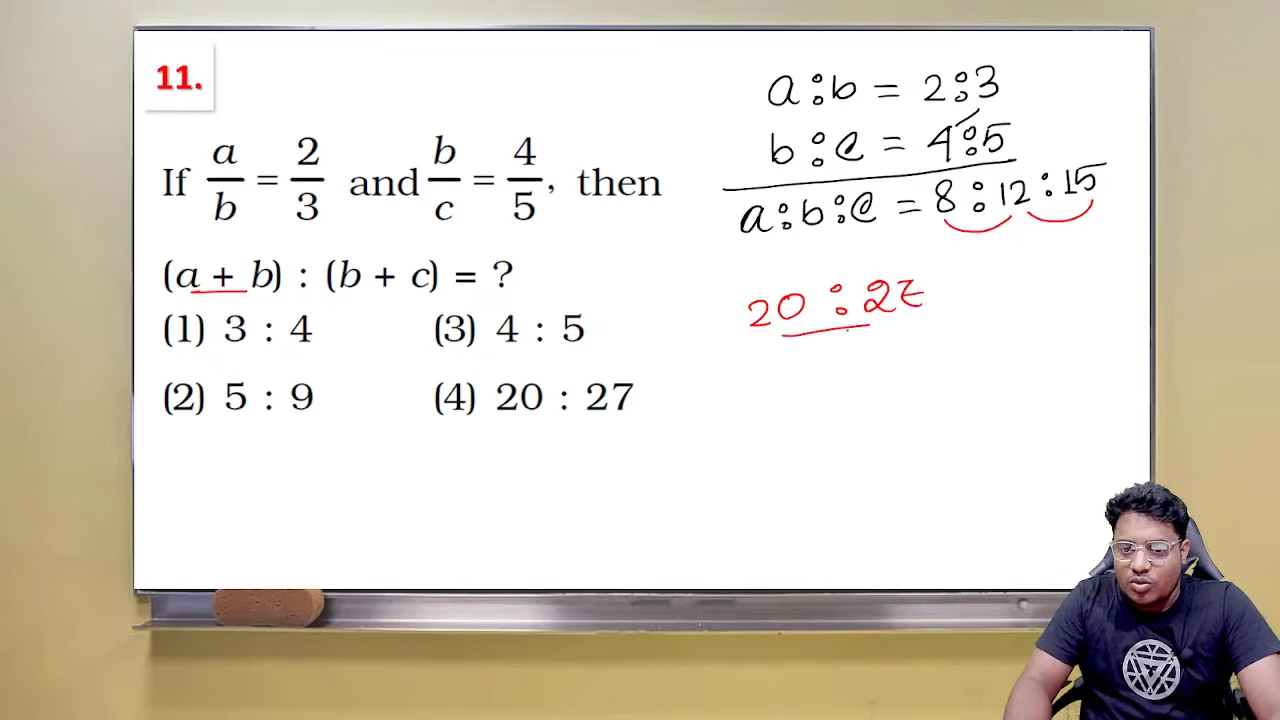 11.
If a/b = 2/3 and b/c = 4/5, then
(a + b) : (b + c) = ?
(1) 3 : 4 (3) 4 : 5
(2) 5 : 9 (4) 20 : 27
a : b = 2 : 3
b : c = 4 : 5
a : b : c = 8 : 12 : 15
20 : 27